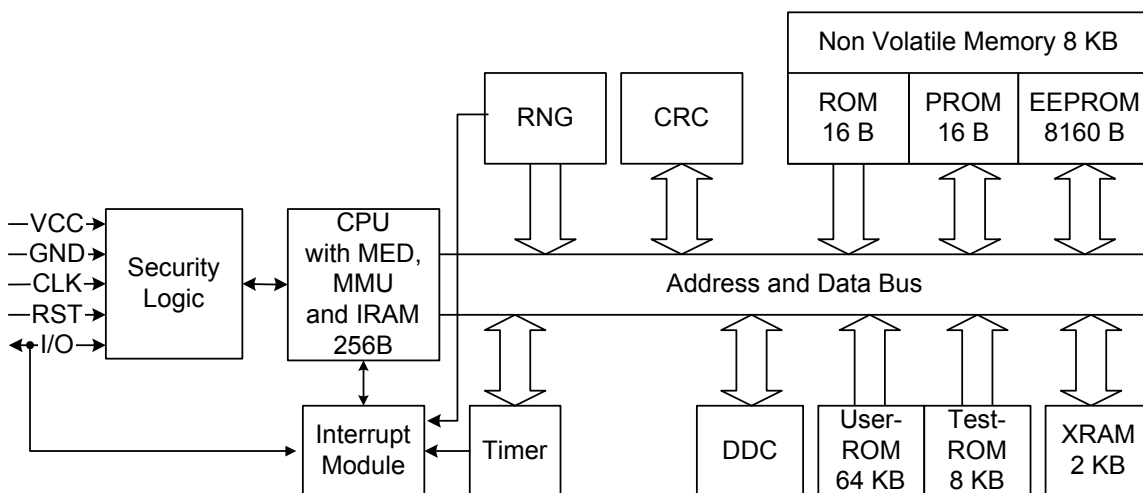 Non Volatile Memory 8 KB
RNG
CRC
ROM
16 B
PROM
16 B
EEPROM
8160 B
VCC
GND
CLK
RST
I/O
Security
Logic
CPU
with MED,
MMU
and IRAM
256B
Address and Data Bus
Interrupt
Module
Timer
DDC
User-
ROM
64 KB
Test-
ROM
8 KB
XRAM
2 KB